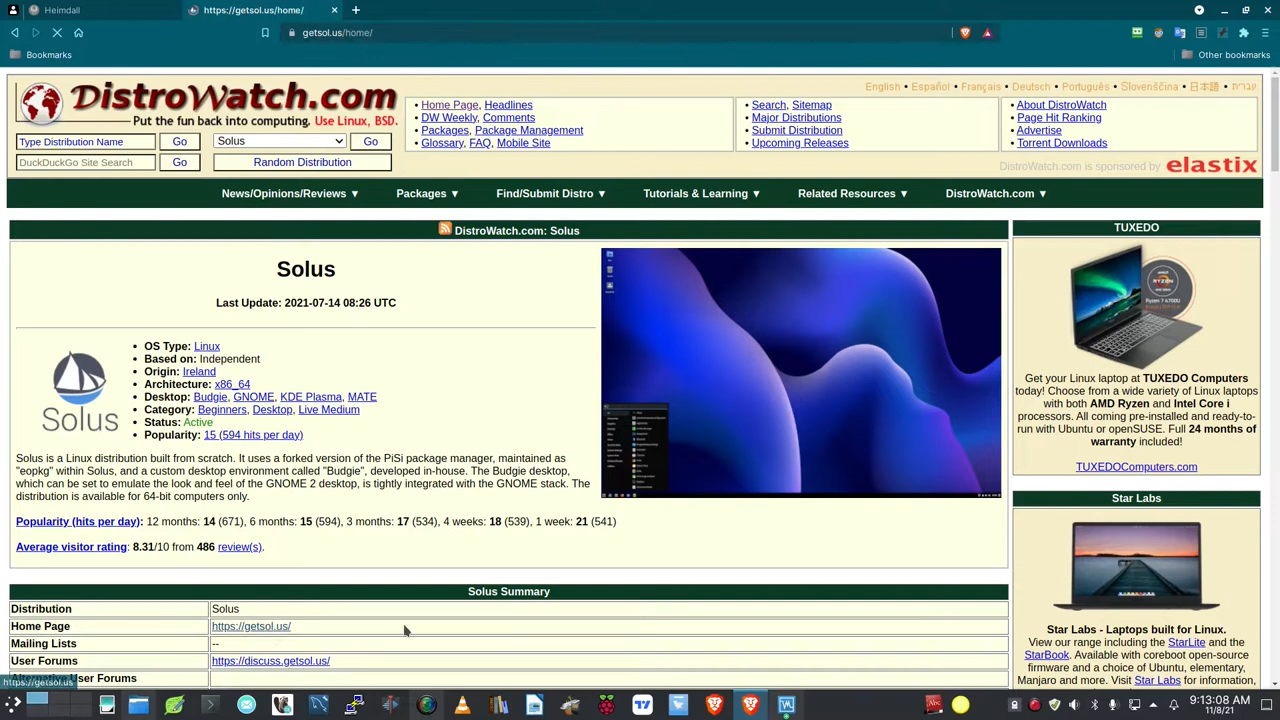 Heimdall
https://getsol.us/home/
getsol.us/home/
Bookmarks
Other bookmarks
DistroWatch.com
Put the fun back into computing. Use Linux, BSD.
English • Español • Français • Deutsch • Português • Slovenščina • 日本語 • עברית
• Home Page, Headlines
• DW Weekly, Comments
• Packages, Package Management
• Glossary, FAQ, Mobile Site
• Search, Sitemap
• Major Distributions
• Submit Distribution
• Upcoming Releases
• About DistroWatch
• Page Hit Ranking
• Advertise
• Torrent Downloads
Type Distribution Name Go Solus Go
DuckDuckGo Site Search Go Random Distribution
DistroWatch.com is sponsored by elastix
News/Opinions/Reviews ▼ Packages ▼ Find/Submit Distro ▼ Tutorials & Learning ▼ Related Resources ▼ DistroWatch.com ▼
DistroWatch.com: Solus
Solus
Last Update: 2021-07-14 08:26 UTC
Solus
• OS Type: Linux
• Based on: Independent
• Origin: Ireland
• Architecture: x86_64
• Desktop: Budgie, GNOME, KDE Plasma, MATE
• Category: Beginners, Desktop, Live Medium
• Status: Active
• Popularity: 15 (594 hits per day)
Solus is a Linux distribution built from scratch. It uses a forked version of the PiSi package manager, maintained as
"eopkg" within Solus, and a custom desktop environment called "Budgie", developed in-house. The Budgie desktop,
which can be set to emulate the look and feel of the GNOME 2 desktop, is tightly integrated with the GNOME stack. The
distribution is available for 64-bit computers only.
Popularity (hits per day): 12 months: 14 (671), 6 months: 15 (594), 3 months: 17 (534), 4 weeks: 18 (539), 1 week: 21 (541)
Average visitor rating: 8.31/10 from 486 review(s).
Solus Summary
Distribution Solus
Home Page https://getsol.us/
Mailing Lists --
User Forums https://discuss.getsol.us/
Alternative User Forums
https://getsol.us
TUXEDO
AMD
RYZEN
Ryzen 7 4700U
Get your Linux laptop at TUXEDO Computers
today! Choose from a wide variety of Linux laptops
with both AMD Ryzen and Intel Core i
processors. All coming pre-installed and ready-to-
run with Ubuntu or openSUSE. Full 24 months of
warranty included!
TUXEDOComputers.com
Star Labs
Star Labs - Laptops built for Linux.
View our range including the StarLite and the
StarBook. Available with coreboot open-source
firmware and a choice of Ubuntu, elementary,
Manjaro and more. Visit Star Labs for information,
9:13:08 AM
11/8/21